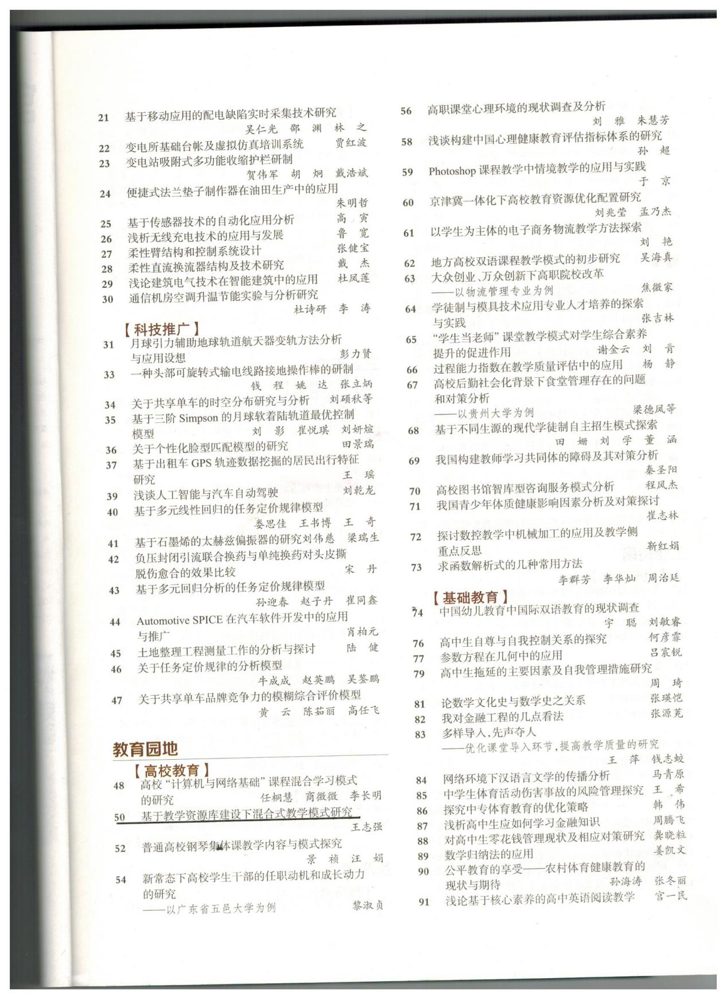 21 基于移动应用的配电缺陷实时采集技术研究
吴仁光 邵渊 林之
22 变电所基础台帐及虚拟仿真培训系统 贾红波
23 变电站吸附式多功能收缩护栏研制
贺伟军 胡炯 戴浩斌
24 便捷式法兰垫子制作器在油田生产中的应用
朱明哲
25 基于传感器技术的自动化应用分析 高寅
26 浅析无线充电技术的应用与发展 鲁宽
27 柔性臂结构和控制系统设计 张健宝
28 柔性直流换流器结构及技术研究 戴杰
29 浅论建筑电气技术在智能建筑中的应用 杜凤莲
30 通信机房空调升温节能实验与分析研究
杜诗研 李涛
【科技推广】
31 月球引力辅助地球轨道航天器变轨方法分析
与应用设想 彭力贤
33 一种头部可旋转式输电线路接地操作棒的研制
钱程 姚达 张立炳
34 关于共享单车的时空分布研究与分析 刘硕秋等
35 基于三阶 Simpson 的月球软着陆轨道最优控制
模型 刘影 崔悦琪 刘妍煊
36 关于个性化脸型匹配模型的研究 田景瑞
37 基于出租车 GPS 轨迹数据挖掘的居民出行特征
研究 王瑶
39 浅谈人工智能与汽车自动驾驶 刘乾龙
40 基于多元线性回归的任务定价规律模型
娄思佳 王书博 王奇
41 基于石墨烯的太赫兹偏振器的研究 刘伟慈 梁瑞生
42 负压封闭引流联合换药与单纯换药对头皮撕
脱伤愈合的效果比较 宋丹
43 基于多元回归分析的任务定价规律模型
孙迎春 赵子丹 崔同鑫
44 Automotive SPICE 在汽车软件开发中的应用
与推广 肖柏元
45 土地整理工程测量工作的分析与探讨 陆健
46 关于任务定价规律的分析模型
牛成成 赵英鹏 吴鉴鹏
47 关于共享单车品牌竞争力的模糊综合评价模型
黄云 陈茹丽 高任飞
教育园地
【高校教育】
48 高校“计算机与网络基础”课程混合学习模式
的研究 任桐慧 商微微 李长明
50 基于教学资源库建设下混合式教学模式研究
王志强
52 普通高校钢琴集体课教学内容与模式探究
景祯 汪娟
54 新常态下高校学生干部的任职动机和成长动力
的研究
——以广东省五邑大学为例 黎淑贞
56 高职课堂心理环境的现状调查及分析
刘雅 朱慧芳
58 浅谈构建中国心理健康教育评估指标体系的研究
孙超
59 Photoshop 课程教学中情境教学的应用与实践
于京
60 京津冀一体化下高校教育资源优化配置研究
刘兆莹 孟乃杰
61 以学生为主体的电子商务物流教学方法探索
刘艳
62 地方高校双语课程教学模式的初步研究 吴海真
63 大众创业、万众创新下高职院校改革
——以物流管理专业为例 焦微家
64 学徒制与模具技术应用专业人才培养的探索
与实践 张吉林
65 “学生当老师”课堂教学模式对学生综合素养
提升的促进作用 谢金云 刘青
66 过程能力指数在教学质量评估中的应用 杨静
67 高校后勤社会化背景下食堂管理存在的问题
和对策分析
——以贵州大学为例 梁德凤等
68 基于不同生源的现代学徒制自主招生模式探索
田姗 刘学 董涵
69 我国构建教师学习共同体的障碍及其对策分析
秦圣阳
70 高校图书馆智库型咨询服务模式分析 程凤杰
71 我国青少年体质健康影响因素分析及对策探讨
崔志林
72 探讨数控教学中机械加工的应用及教学侧
重点反思 靳红娟
73 求函数解析式的几种常用方法
李群芳 李华灿 周治廷
【基础教育】
74 中国幼儿教育中国际双语教育的现状调查
宇聪 刘敏睿
76 高中生自尊与自我控制关系的探究 何彦霏
77 参数方程在几何中的应用 吕宸锐
79 高中生拖延的主要因素及自我管理措施研究
周琦
81 论数学文化史与数学史之关系 张瑛恺
82 我对金融工程的几点看法 张源芜
83 多样导入,先声夺人
——优化课堂导入环节,提高教学质量的研究
王萍 钱志蛟
84 网络环境下汉语言文学的传播分析 马青原
85 中学生体育活动伤害事故的风险管理探究 王希
86 探究中专体育教育的优化策略 韩伟
87 浅析高中生应如何学习金融知识 周腾飞
88 对高中生零花钱管理现状及相应对策研究 龚晓粒
89 数学归纳法的应用 姜凯文
90 公平教育的享受——农村体育健康教育的
现状与期待 孙海涛 张冬丽
91 浅论基于核心素养的高中英语阅读教学 宫一民